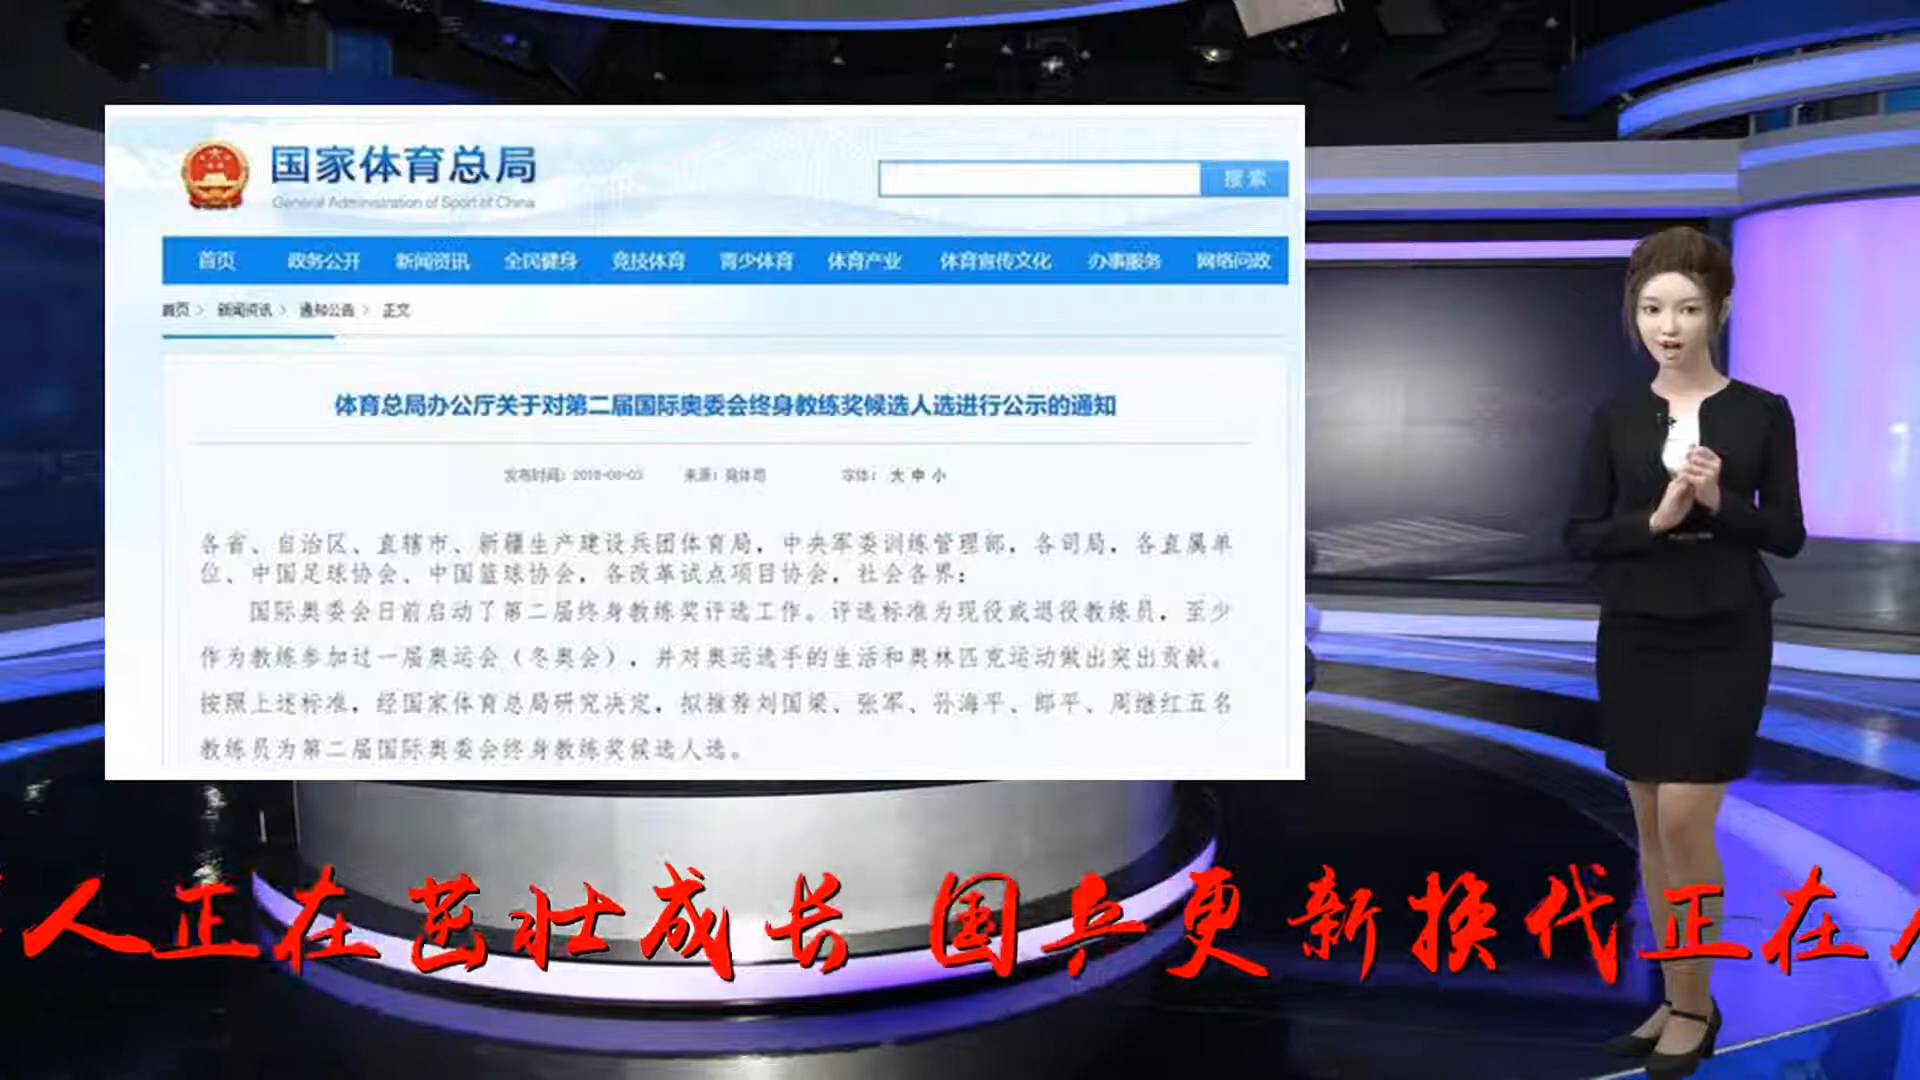 国家体育总局
General Administration of Sport of China
搜索
首页 政务公开 新闻资讯 全民健身 竞技体育 青少体育 体育产业 体育宣传文化 办事服务 网络问政
首页 > 新闻资讯 > 通知公告 > 正文
体育总局办公厅关于对第二届国际奥委会终身教练奖候选人选进行公示的通知
发布时间：2018-08-03 来源：竞体司 字体： 大 中 小
各省、自治区、直辖市、新疆生产建设兵团体育局，中央军委训练管理部，各司局，各直属单
位、中国足球协会、中国篮球协会，各改革试点项目协会，社会各界：
国际奥委会日前启动了第二届终身教练奖评选工作。评选标准为现役或退役教练员，至少
作为教练参加过一届奥运会（冬奥会），并对奥运选手的生活和奥林匹克运动做出突出贡献。
按照上述标准，经国家体育总局研究决定，拟推荐刘国梁、张军、孙海平、郎平、周继红五名
教练员为第二届国际奥委会终身教练奖候选人选。
人正在茁壮成长 国乒更新换代正在